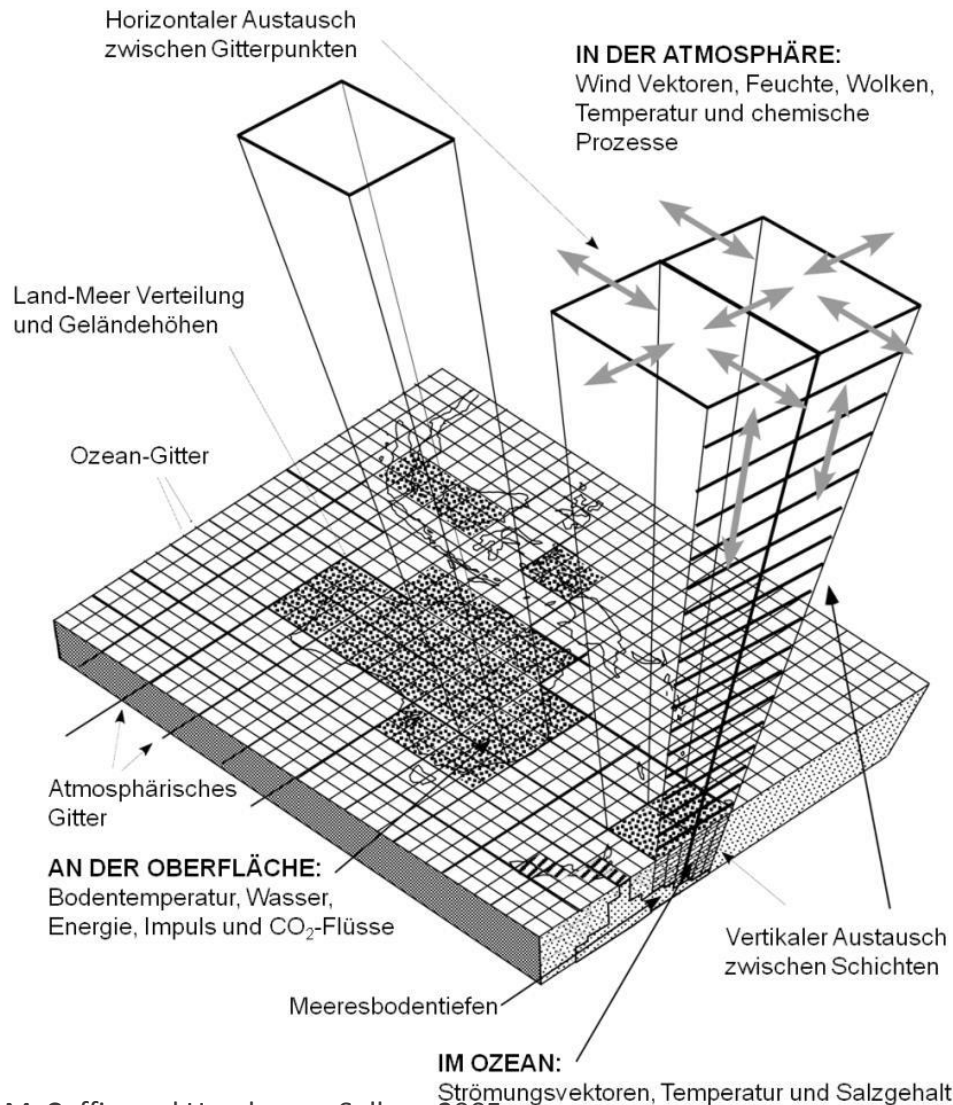 Horizontaler Austausch
zwischen Gitterpunkten
IN DER ATMOSPHÄRE:
Wind Vektoren, Feuchte, Wolken,
Temperatur und chemische
Prozesse
Land-Meer Verteilung
und Geländehöhen
Ozean-Gitter
Atmosphärisches
Gitter
AN DER OBERFLÄCHE:
Bodentemperatur, Wasser,
Energie, Impuls und CO₂-Flüsse
Vertikaler Austausch
zwischen Schichten
Meeresbodentiefen
IM OZEAN:
Strömungsvektoren, Temperatur und Salzgehalt